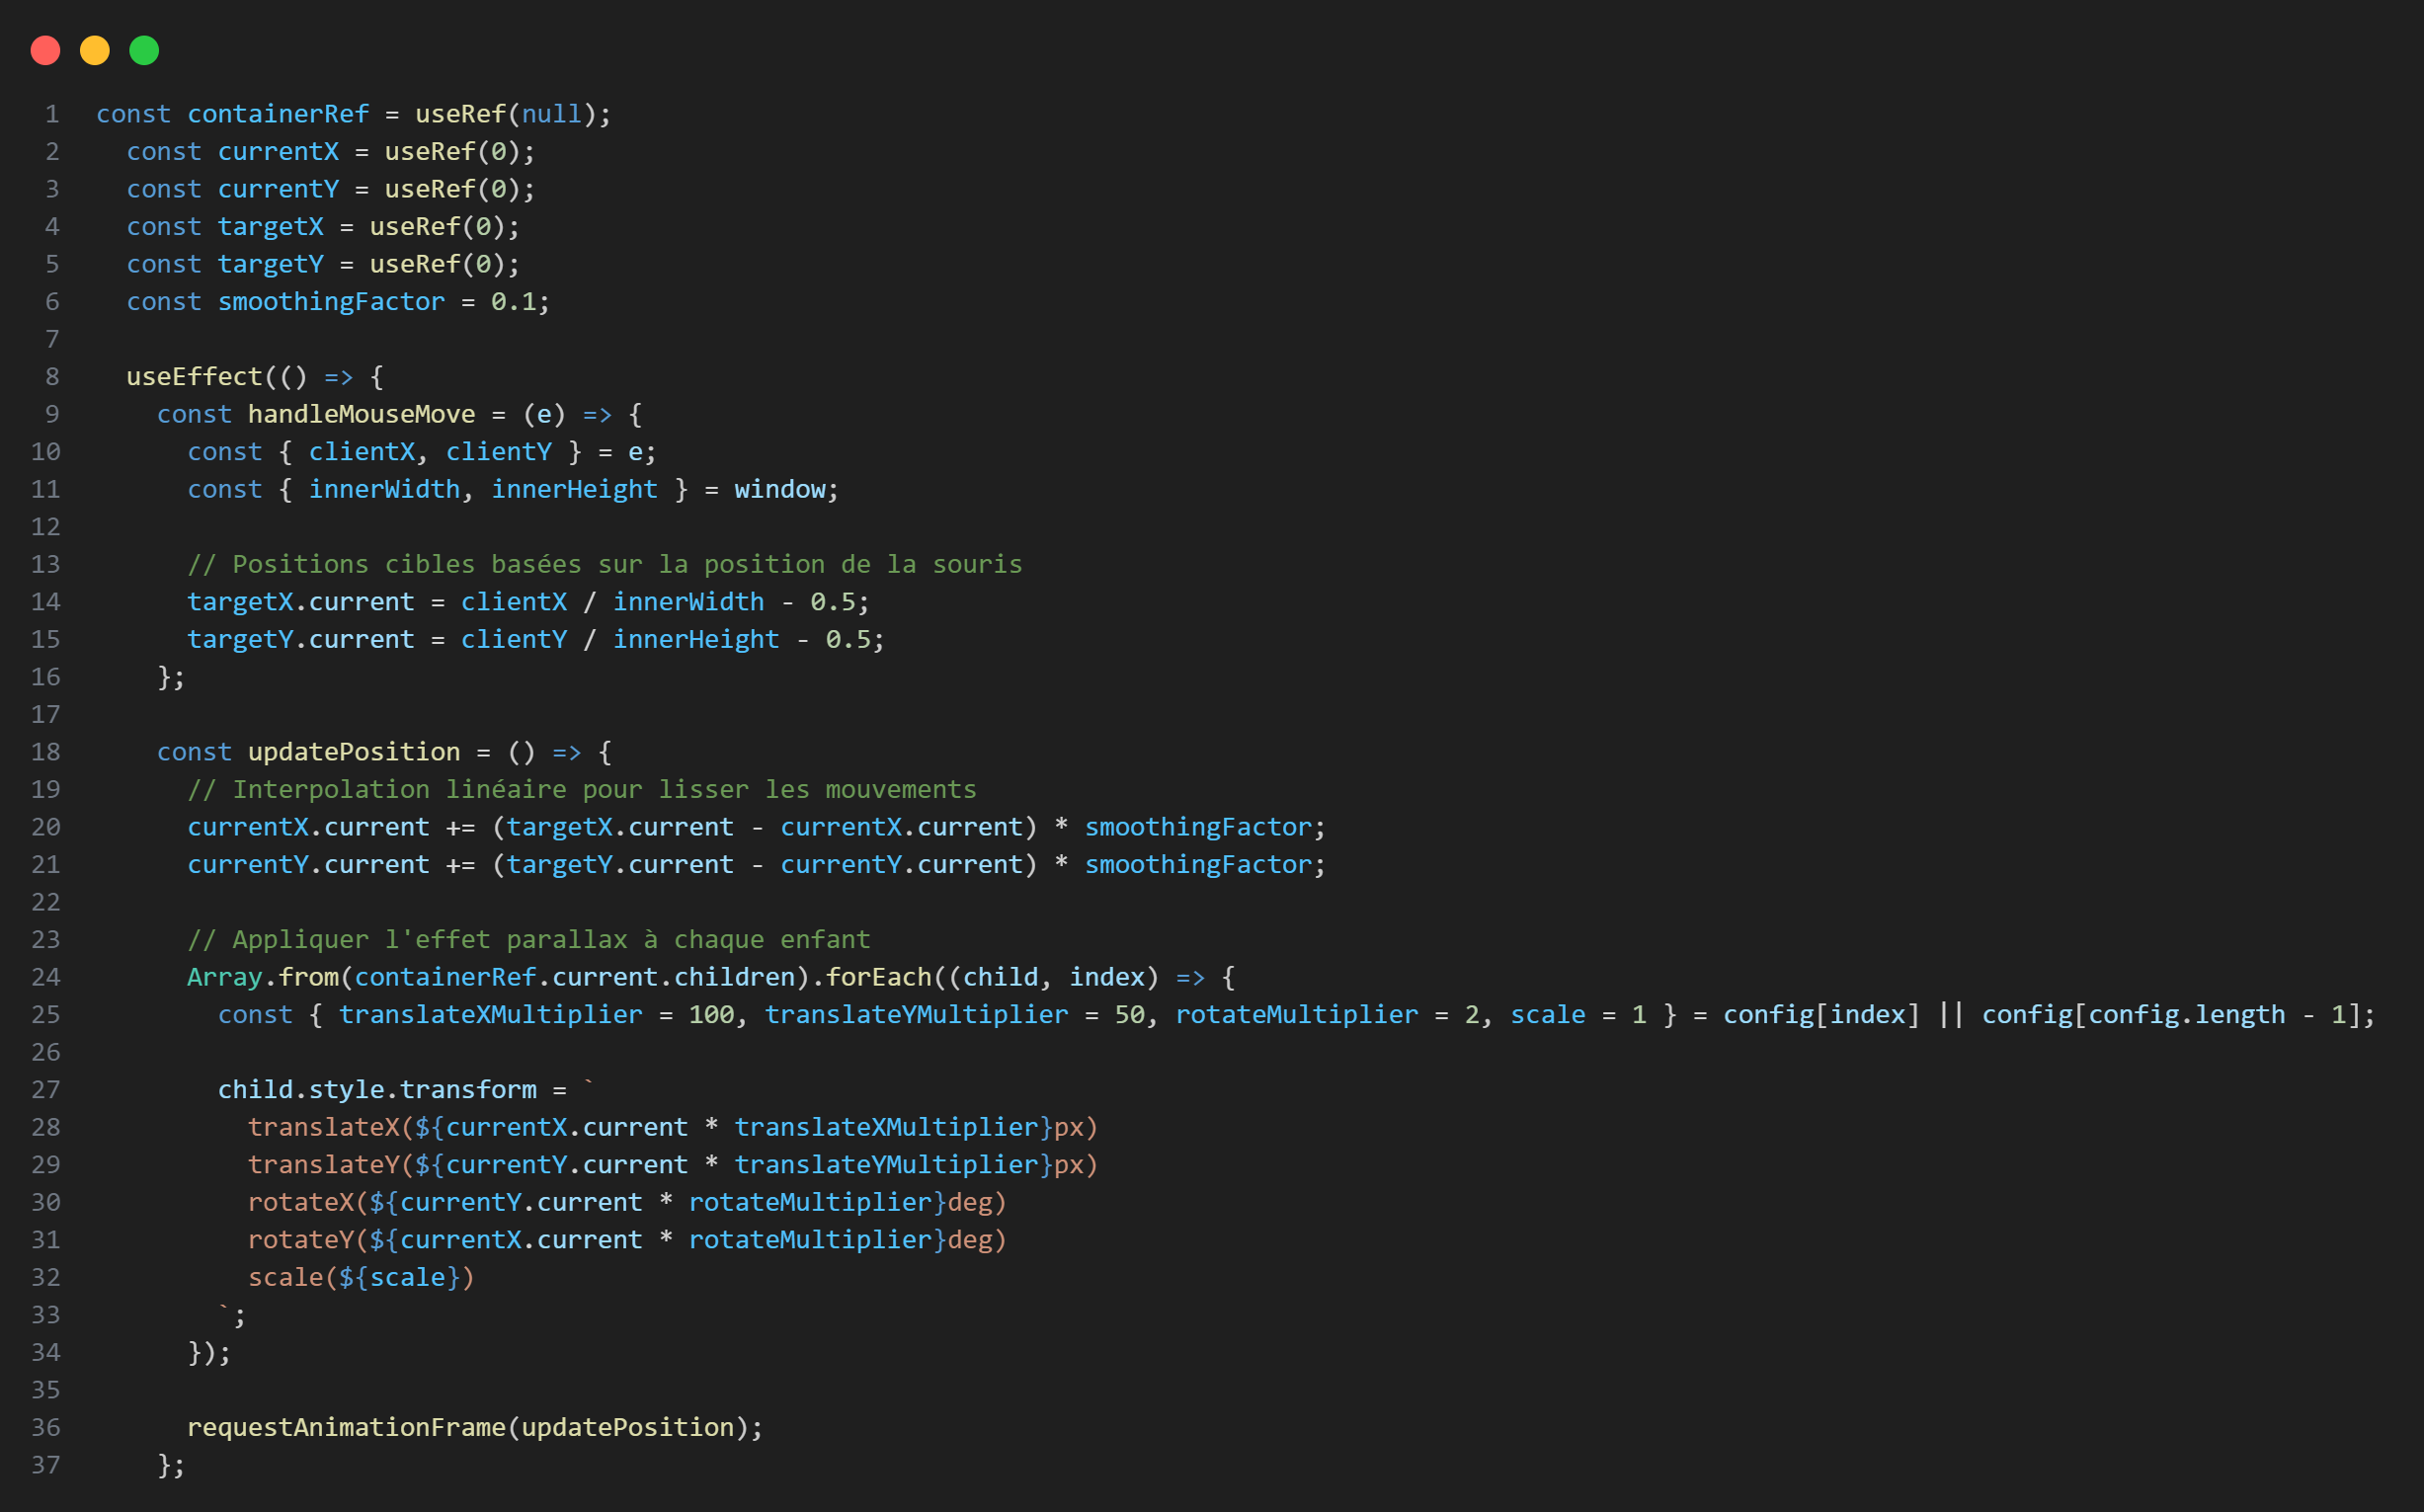 1 const containerRef = useRef(null);
2 const currentX = useRef(0);
3 const currentY = useRef(0);
4 const targetX = useRef(0);
5 const targetY = useRef(0);
6 const smoothingFactor = 0.1;
7
8 useEffect(() => {
9 const handleMouseMove = (e) => {
10 const { clientX, clientY } = e;
11 const { innerWidth, innerHeight } = window;
12
13 // Positions cibles basées sur la position de la souris
14 targetX.current = clientX / innerWidth - 0.5;
15 targetY.current = clientY / innerHeight - 0.5;
16 };
17
18 const updatePosition = () => {
19 // Interpolation linéaire pour lisser les mouvements
20 currentX.current += (targetX.current - currentX.current) * smoothingFactor;
21 currentY.current += (targetY.current - currentY.current) * smoothingFactor;
22
23 // Appliquer l'effet parallax à chaque enfant
24 Array.from(containerRef.current.children).forEach((child, index) => {
25 const { translateXMultiplier = 100, translateYMultiplier = 50, rotateMultiplier = 2, scale = 1 } = config[index] || config[config.length - 1];
26
27 child.style.transform = `
28 translateX(${currentX.current * translateXMultiplier}px)
29 translateY(${currentY.current * translateYMultiplier}px)
30 rotateX(${currentY.current * rotateMultiplier}deg)
31 rotateY(${currentX.current * rotateMultiplier}deg)
32 scale(${scale})
33 `;
34 });
35
36 requestAnimationFrame(updatePosition);
37 };